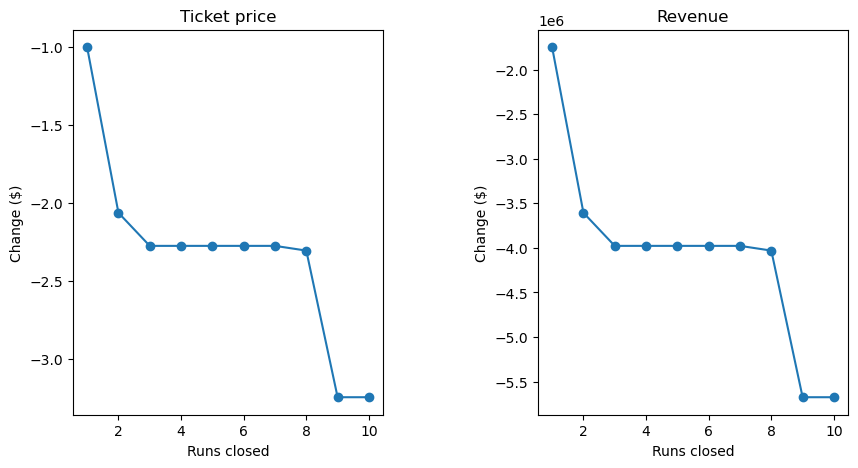 Ticket price
−1.0
−1.5
−2.0
−2.5
−3.0
Change ($)
2 4 6 8 10
Runs closed
Revenue
1e6
−2.0
−2.5
−3.0
−3.5
−4.0
−4.5
−5.0
−5.5
Change ($)
2 4 6 8 10
Runs closed